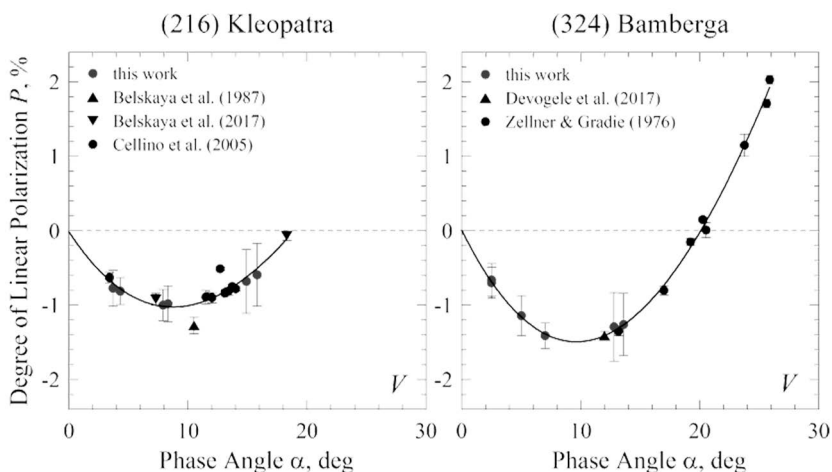 (216) Kleopatra
(324) Bamberga
Degree of Linear Polarization P, %
2
1
0
-1
-2
this work
Belskaya et al. (1987)
Belskaya et al. (2017)
Cellino et al. (2005)
V
0
10
20
30
Phase Angle α, deg
this work
Devogele et al. (2017)
Zellner & Gradie (1976)
V
0
10
20
30
Phase Angle α, deg